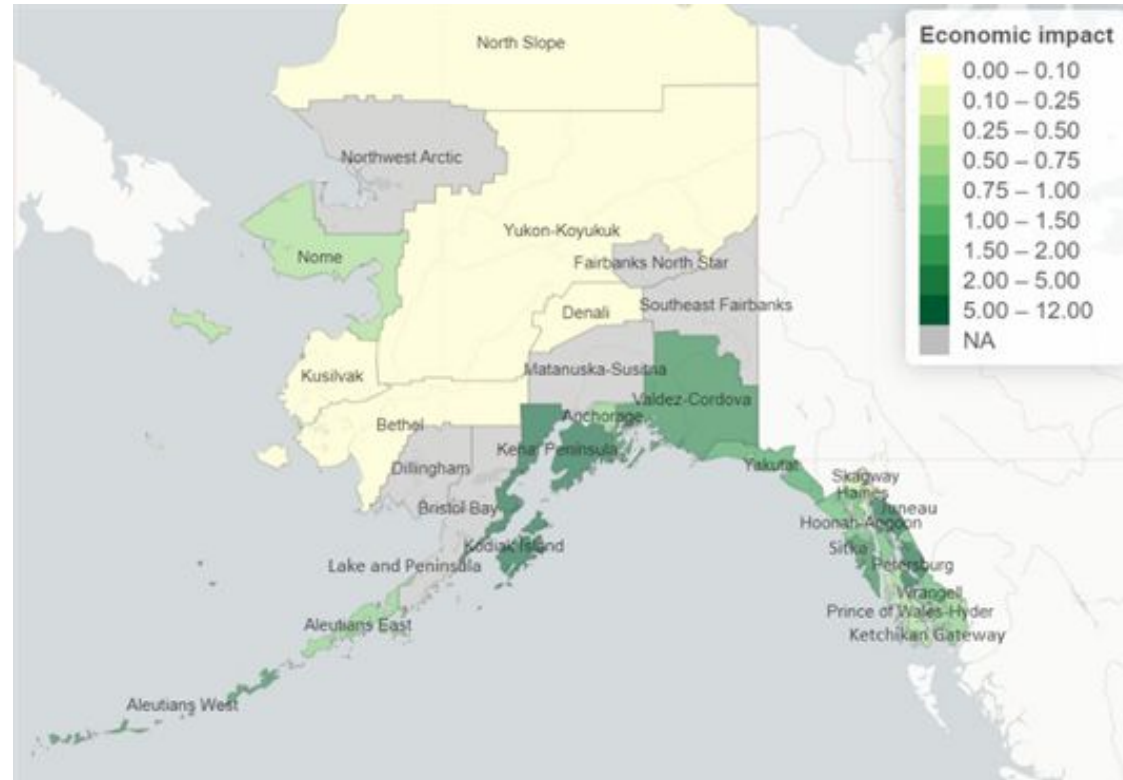 North Slope
Economic impact
0.00 – 0.10
0.10 – 0.25
0.25 – 0.50
0.50 – 0.75
0.75 – 1.00
1.00 – 1.50
1.50 – 2.00
2.00 – 5.00
5.00 – 12.00
NA
Northwest Arctic
Yukon-Koyukuk
Nome
Fairbanks North Star
Southeast Fairbanks
Denali
Matanuska-Susitna
Kusilvak
Valdez-Cordova
Anchorage
Bethel
Kenai Peninsula
Dillingham
Yakutat
Skagway
Haines
Bristol Bay
Juneau
Hoonah-Angoon
Kodiak Island
Sitka
Lake and Peninsula
Petersburg
Wrangell
Prince of Wales-Hyder
Aleutians East
Ketchikan Gateway
Aleutians West